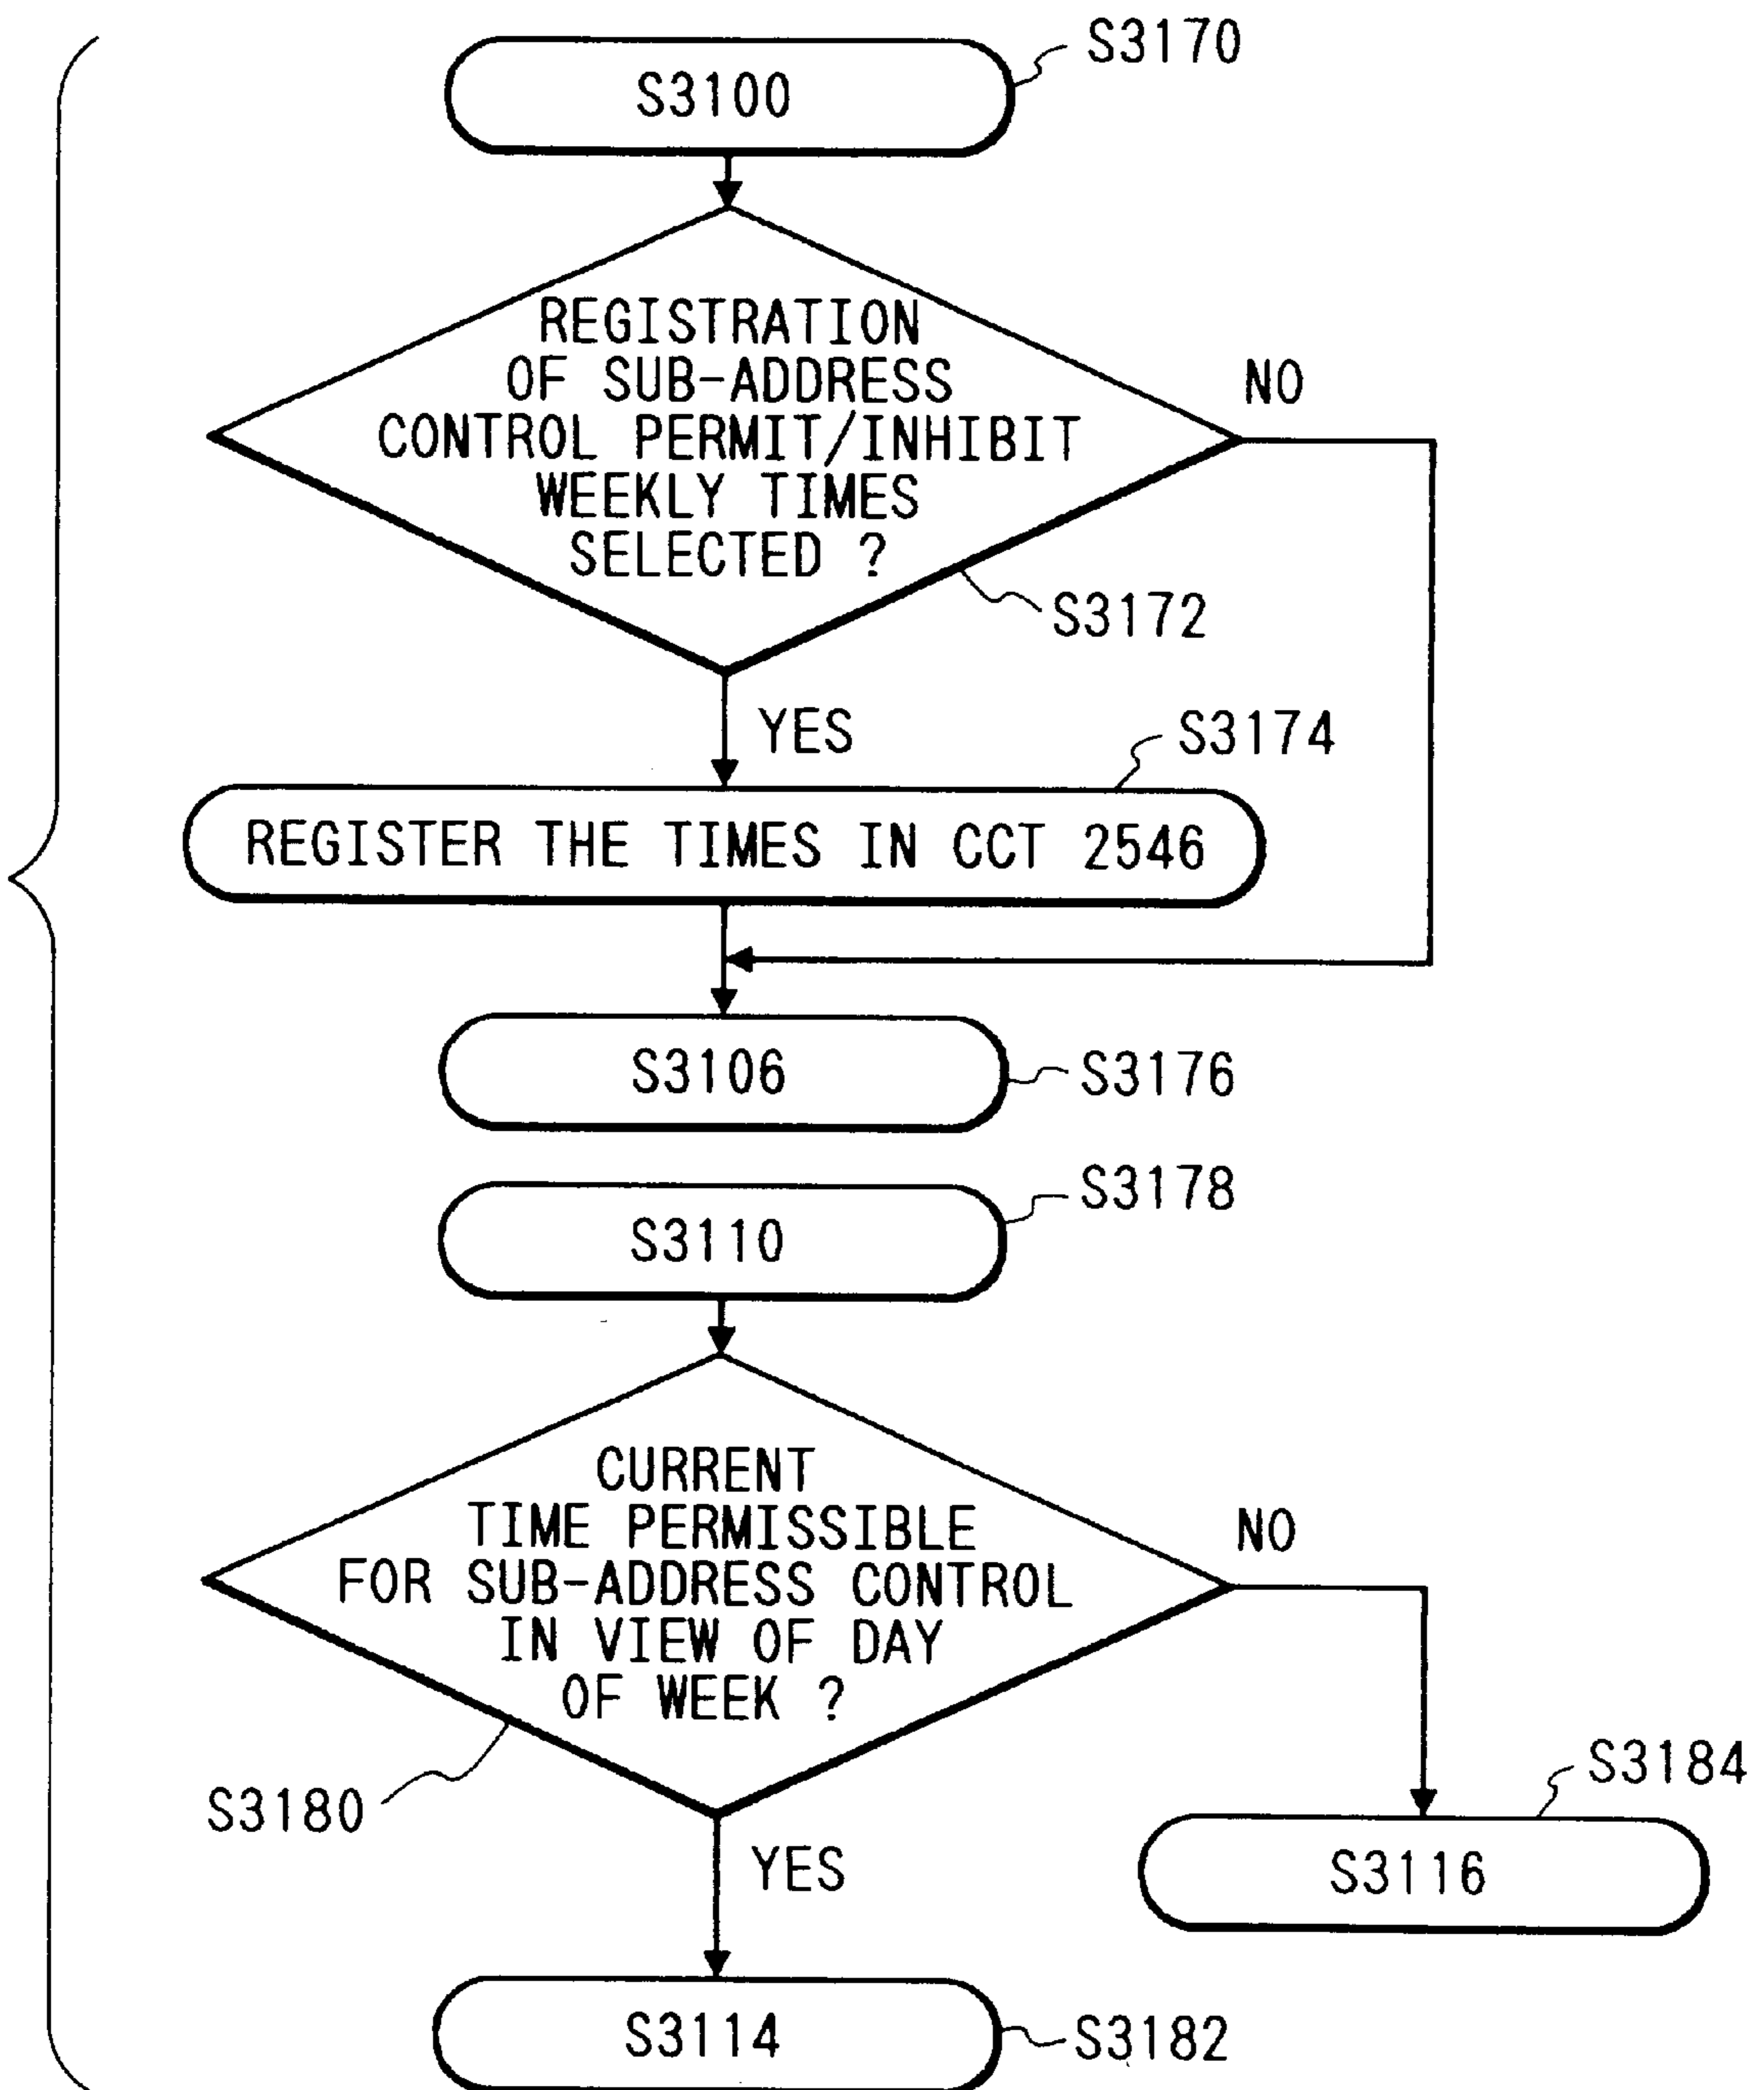 S3170
S3100
REGISTRATION
OF SUB-ADDRESS
CONTROL PERMIT/INHIBIT
WEEKLY TIMES
SELECTED ?
NO
S3172
YES
S3174
REGISTER THE TIMES IN CCT 2546
S3106
S3176
S3178
S3110
CURRENT
TIME PERMISSIBLE
FOR SUB-ADDRESS CONTROL
IN VIEW OF DAY
OF WEEK ?
NO
S3180
YES
S3184
S3116
S3114
S3182